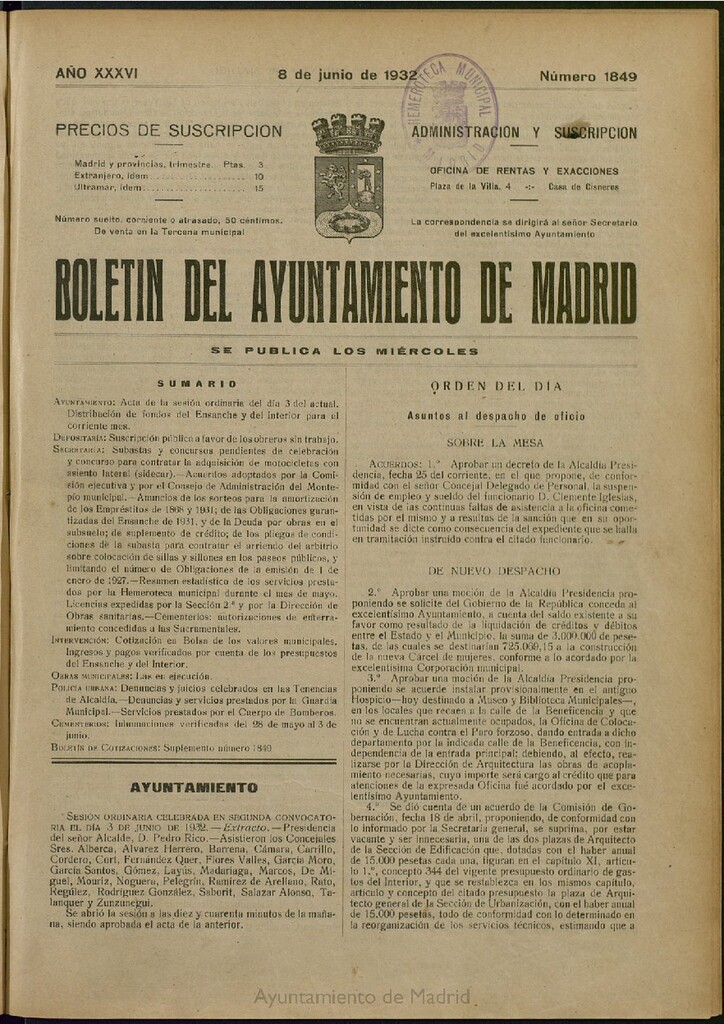 AÑO XXXVI
8 de junio de 1932
Número 1849
HEMEROTECA MUNICIPAL
PRECIOS DE SUSCRIPCION
Madrid y provincias, trimestre.. Ptas. 3
Extranjero, ídem................... 10
Ultramar, ídem..................... 15
Número suelto, corriente o atrasado, 50 céntimos.
De venta en la Tercena municipal
ADMINISTRACION Y SUSCRIPCION
OFICINA DE RENTAS Y EXACCIONES
Plaza de la Villa, 4 -:- Casa de Cisneros
La correspondencia se dirigirá al señor Secretario
del excelentísimo Ayuntamiento
BOLETIN DEL AYUNTAMIENTO DE MADRID
SE PUBLICA LOS MIÉRCOLES
SUMARIO
AYUNTAMIENTO: Acta de la sesión ordinaria del día 3 del actual.
Distribución de fondos del Ensanche y del Interior para el
corriente mes.
DEPOSITARÍA: Suscripción pública a favor de los obreros sin trabajo.
SECRETARÍA: Subastas y concursos pendientes de celebración
y concurso para contratar la adquisición de motocicletas con
asiento lateral (sidecar).—Acuerdos adoptados por la Comi-
sión ejecutiva y por el Consejo de Administración del Monte-
pío municipal.—Anuncios de los sorteos para la amortización
de los Empréstitos de 1868 y 1931; de las Obligaciones garan-
tizadas del Ensanche de 1931, y de la Deuda por obras en el
subsuelo; de suplemento de crédito; de los pliegos de con-
diciones de la subasta para contratar el arriendo del arbitrio
sobre colocación de sillas y sillones en los paseos públicos, y
limitando el número de Obligaciones de la emisión de 1 de
enero de 1927.—Resumen estadístico de los servicios presta-
dos por la Hemeroteca municipal durante el mes de mayo.
Licencias expedidas por la Sección 2.ª y por la Dirección de
Obras sanitarias.—Cementerios: autorizaciones de enterra-
miento concedidas a las Sacramentales.
INTERVENCIÓN: Cotización en Bolsa de los valores municipales.
Ingresos y pagos verificados por cuenta de los presupuestos
del Ensanche y del Interior.
OBRAS MUNICIPALES: Las en ejecución.
POLICÍA URBANA: Denuncias y juicios celebrados en las Tenencias
de Alcaldía.—Denuncias y servicios prestados por la Guardia
Municipal.—Servicios prestados por el Cuerpo de Bomberos.
CEMENTERIOS: Inhumaciones verificadas del 28 de mayo al 3 de
junio.
BOLETÍN DE COTIZACIONES: Suplemento número 1849
AYUNTAMIENTO
SESIÓN ORDINARIA CELEBRADA EN SEGUNDA CONVOCATO-
RIA EL DÍA 3 DE JUNIO DE 1932.—Extracto.—Presidencia
del señor Alcalde, D. Pedro Rico.—Asistieron los Concejales
Sres. Alberca, Alvarez Herrero, Barrena, Cámara, Carrillo,
Cordero, Cort, Fernández Quer, Flores Valles, García Moro,
García Santos, Gómez, Layús, Madariaga, Marcos, De Mi-
guel, Mouriz, Noguera, Pelegrín, Ramírez de Arellano, Rato,
Regúlez, Rodríguez González, Saborit, Salazar Alonso, Ta-
lanquer y Zunzunegui.
Se abrió la sesión a las diez y cuarenta minutos de la maña-
na, siendo aprobada el acta de la anterior.
ORDEN DEL DÍA
Asuntos al despacho de oficio
SOBRE LA MESA
ACUERDOS: 1.° Aprobar un decreto de la Alcaldía Presi-
dencia, fecha 25 del corriente, en el que propone, de confor-
midad con el señor Concejal Delegado de Personal, la suspen-
sión de empleo y sueldo del funcionario D. Clemente Iglesias,
en vista de las continuas faltas de asistencia a la oficina come-
tidas por el mismo y a resultas de la sanción que en su opor-
tunidad se dicte como consecuencia del expediente que se halla
en tramitación instruído contra el citado funcionario.
DE NUEVO DESPACHO
2.° Aprobar una moción de la Alcaldía Presidencia pro-
poniendo se solicite del Gobierno de la República conceda al
excelentísimo Ayuntamiento, a cuenta del saldo existente a su
favor como resultado de la liquidación de créditos y débitos
entre el Estado y el Municipio, la suma de 3.000.000 de pese-
tas, de las cuales se destinarían 725.069,15 a la construcción
de la nueva Cárcel de mujeres, conforme a lo acordado por la
excelentísima Corporación municipal.
3.° Aprobar una moción de la Alcaldía Presidencia pro-
poniendo se acuerde instalar provisionalmente en el antiguo
Hospicio—hoy destinado a Museo y Biblioteca Municipales—,
en los locales que recaen a la calle de la Beneficencia y que
no se encuentran actualmente ocupados, la Oficina de Coloca-
ción y de Lucha contra el Paro forzoso, dando entrada a dicho
departamento por la indicada calle de la Beneficencia, con in-
dependencia de la entrada principal; debiendo, al efecto, rea-
lizarse por la Dirección de Arquitectura las obras de acopla-
miento necesarias, cuyo importe será cargo al crédito que para
atenciones de la expresada Oficina fué acordado por el exce-
lentísimo Ayuntamiento.
4.° Se dió cuenta de un acuerdo de la Comisión de Go-
bernación, fecha 18 de abril, proponiendo, de conformidad con
lo informado por la Secretaría general, se suprima, por estar
vacante y ser innecesaria, una de las dos plazas de Arquitecto
de la Sección de Edificación que, dotadas con el haber anual
de 15.000 pesetas cada una, figuran en el capítulo XI, artícu-
lo 1.°, concepto 344 del vigente presupuesto ordinario de gas-
tos del Interior, y que se restablezca en los mismos capítulo,
artículo y concepto del citado presupuesto la plaza de Arqui-
tecto general de la Sección de Urbanización, con el haber anual
de 15.000 pesetas, todo de conformidad con lo determinado en
la reorganización de los servicios técnicos, estimando que a
Ayuntamiento de Madrid